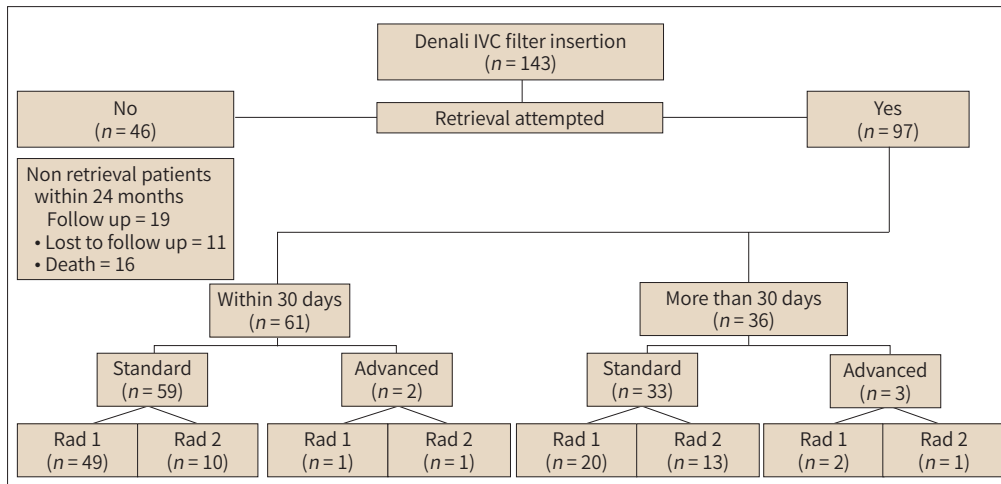 Denali IVC filter insertion
(n = 143)
No
(n = 46)
Retrieval attempted
Yes
(n = 97)
Non retrieval patients
within 24 months
Follow up = 19
• Lost to follow up = 11
• Death = 16
Within 30 days
(n = 61)
More than 30 days
(n = 36)
Standard
(n = 59)
Advanced
(n = 2)
Standard
(n = 33)
Advanced
(n = 3)
Rad 1
(n = 49)
Rad 2
(n = 10)
Rad 1
(n = 1)
Rad 2
(n = 1)
Rad 1
(n = 20)
Rad 2
(n = 13)
Rad 1
(n = 2)
Rad 2
(n = 1)